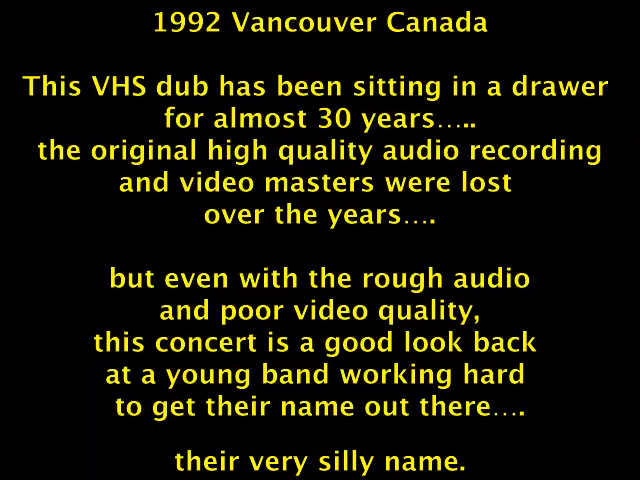 1992 Vancouver Canada
This VHS dub has been sitting in a drawer
for almost 30 years.....
the original high quality audio recording
and video masters were lost
over the years....
but even with the rough audio
and poor video quality,
this concert is a good look back
at a young band working hard
to get their name out there....
their very silly name.